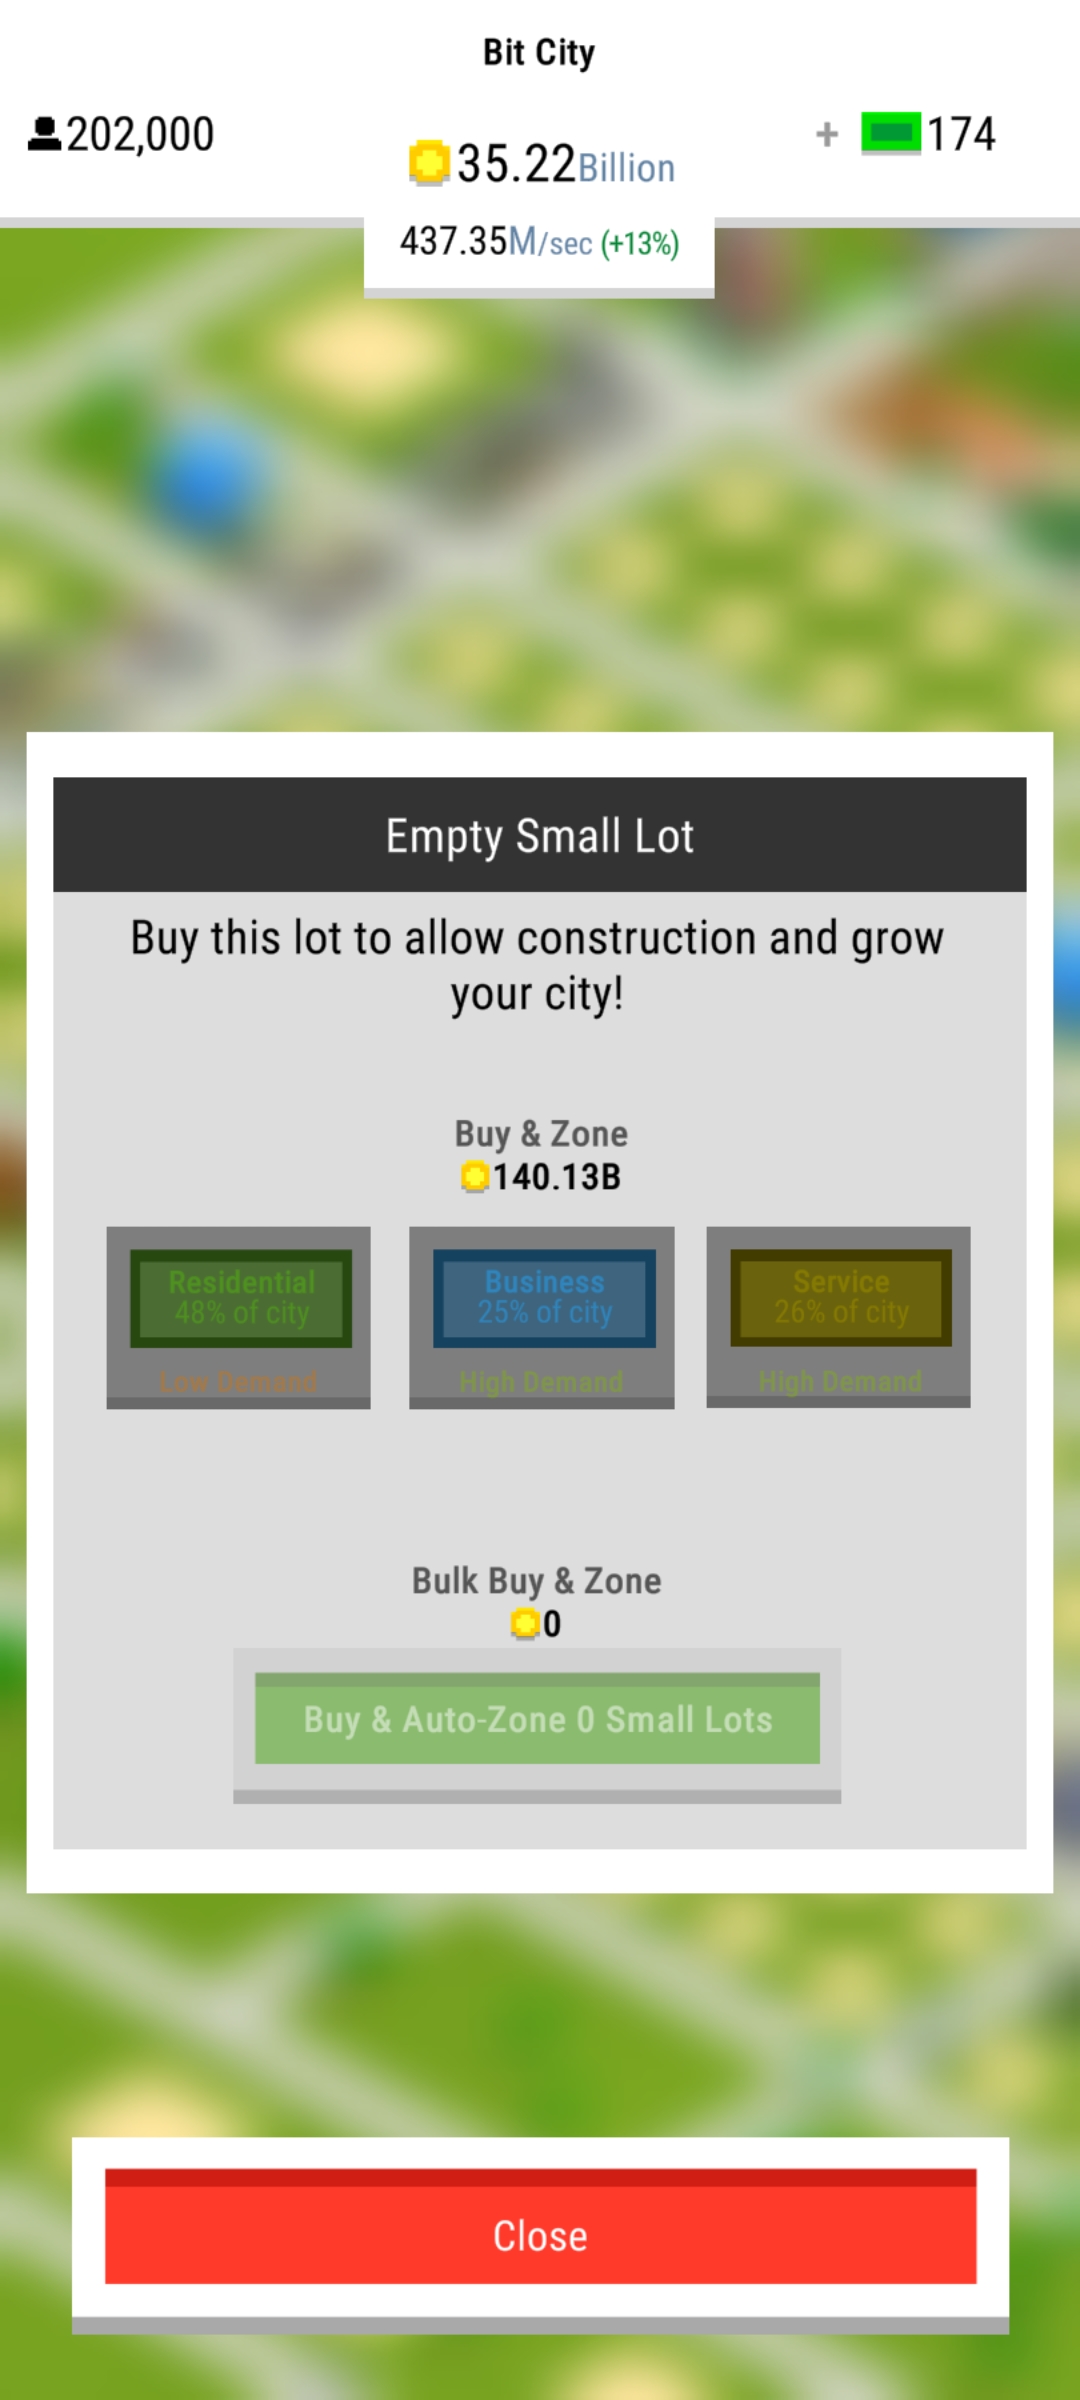 Bit City
202,000
35.22Billion
+ 174
437.35M/sec (+13%)
Empty Small Lot
Buy this lot to allow construction and grow
your city!
Buy & Zone
140.13B
Residential
48% of city
Low Demand
Business
25% of city
High Demand
Service
26% of city
High Demand
Bulk Buy & Zone
0
Buy & Auto-Zone 0 Small Lots
Close